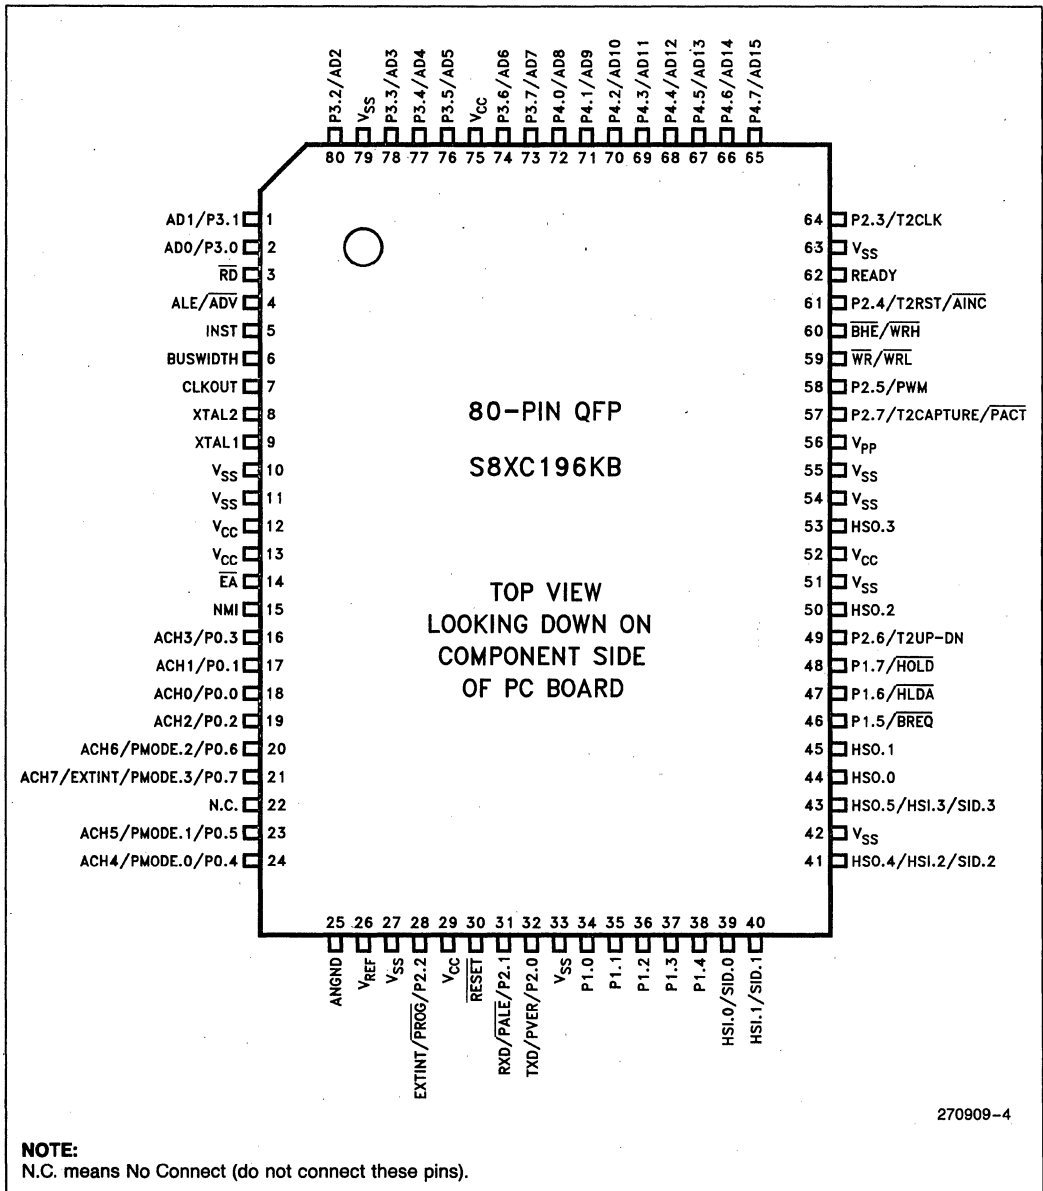 P3.2/AD2
VSS
P3.3/AD3
P3.4/AD4
P3.5/AD5
VCC
P3.6/AD6
P3.7/AD7
P4.0/AD8
P4.1/AD9
P4.2/AD10
P4.3/AD11
P4.4/AD12
P4.5/AD13
P4.6/AD14
P4.7/AD15
80 79 78 77 76 75 74 73 72 71 70 69 68 67 66 65
AD1/P3.1 1
AD0/P3.0 2
RD 3
ALE/ADV 4
INST 5
BUSWIDTH 6
CLKOUT 7
XTAL2 8
XTAL1 9
VSS 10
VSS 11
VCC 12
VCC 13
EA 14
NMI 15
ACH3/P0.3 16
ACH1/P0.1 17
ACH0/P0.0 18
ACH2/P0.2 19
ACH6/PMODE.2/P0.6 20
ACH7/EXTINT/PMODE.3/P0.7 21
N.C. 22
ACH5/PMODE.1/P0.5 23
ACH4/PMODE.0/P0.4 24
80-PIN QFP
S8XC196KB
TOP VIEW
LOOKING DOWN ON
COMPONENT SIDE
OF PC BOARD
64 P2.3/T2CLK
63 VSS
62 READY
61 P2.4/T2RST/AINC
60 BHE/WRH
59 WR/WRL
58 P2.5/PWM
57 P2.7/T2CAPTURE/PACT
56 VPP
55 VSS
54 VSS
53 HSO.3
52 VCC
51 VSS
50 HSO.2
49 P2.6/T2UP-DN
48 P1.7/HOLD
47 P1.6/HLDA
46 P1.5/BREQ
45 HSO.1
44 HSO.0
43 HSO.5/HSI.3/SID.3
42 VSS
41 HSO.4/HSI.2/SID.2
25 26 27 28 29 30 31 32 33 34 35 36 37 38 39 40
ANGND
VREF
VSS
EXTINT/PROG/P2.2
VCC
RESET
RXD/PALE/P2.1
TXD/PVER/P2.0
VSS
P1.0
P1.1
P1.2
P1.3
P1.4
HSI.0/SID.0
HSI.1/SID.1
270909-4
NOTE:
N.C. means No Connect (do not connect these pins).